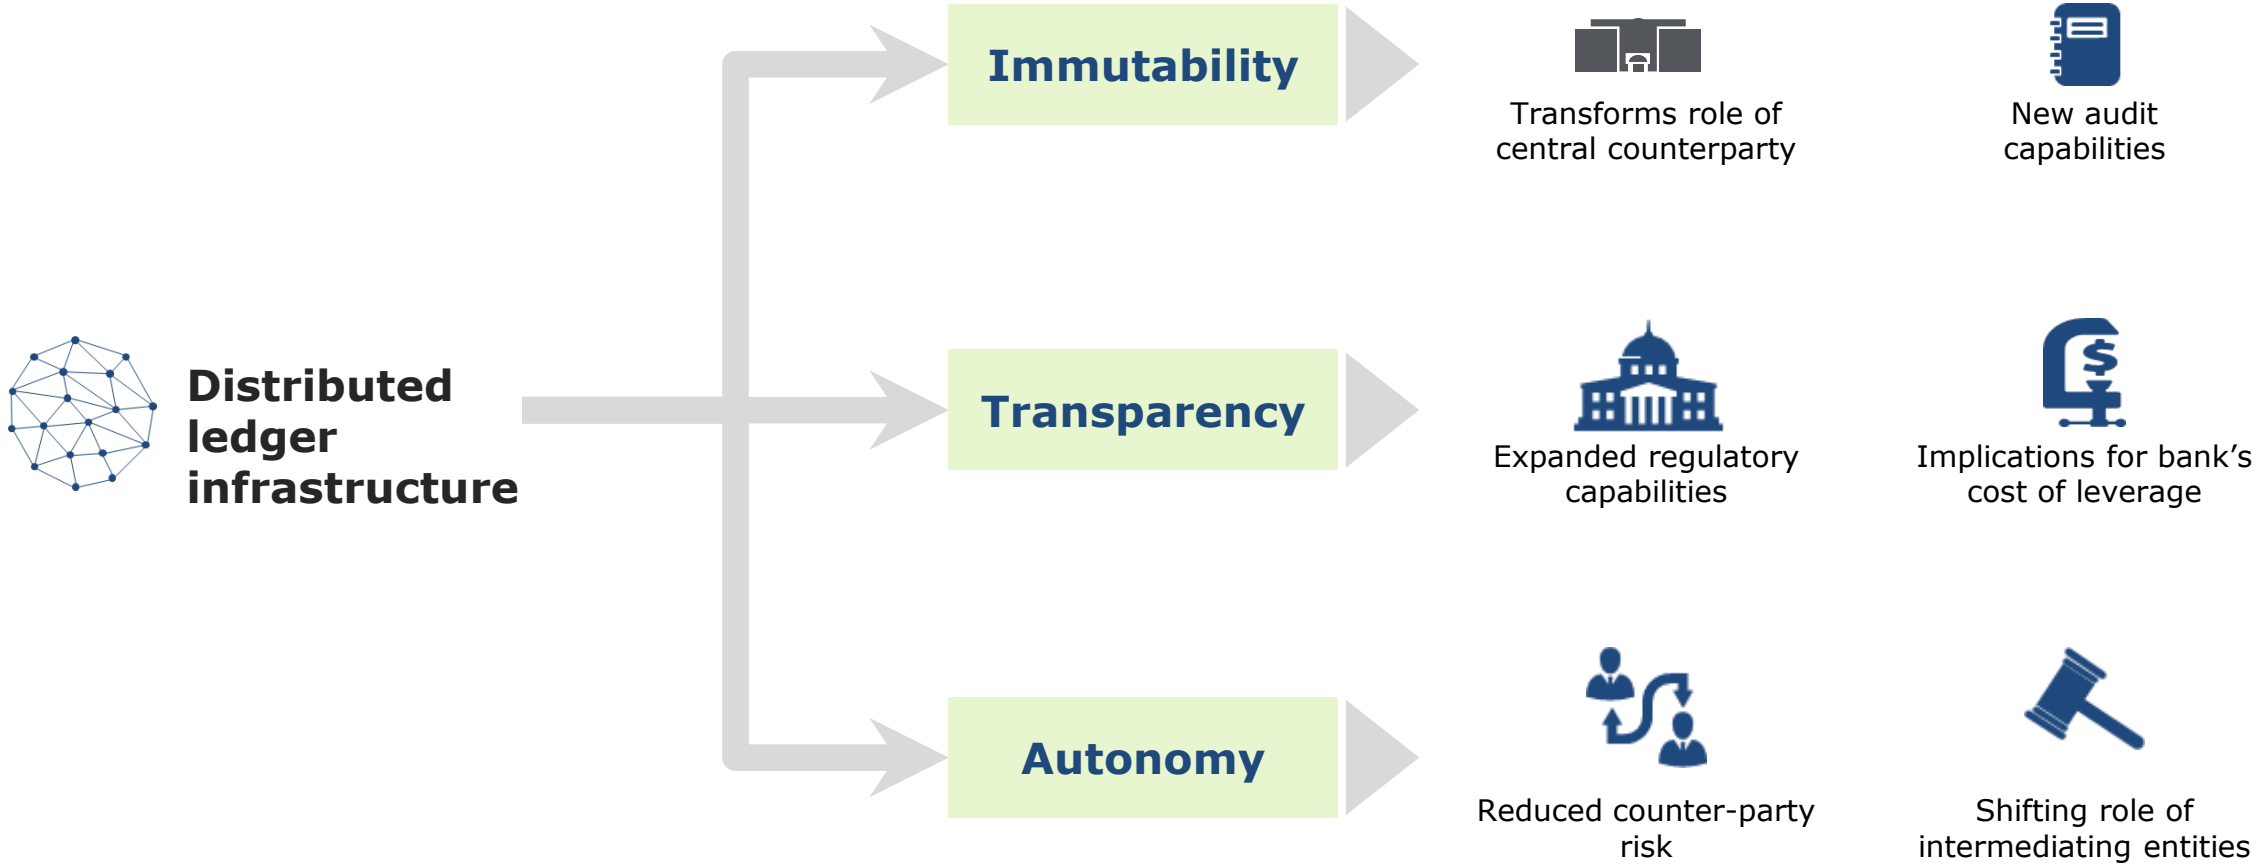 Distributed
ledger
infrastructure
Immutability
Transforms role of
central counterparty
New audit
capabilities
Transparency
Expanded regulatory
capabilities
$
Implications for bank’s
cost of leverage
Autonomy
Reduced counter-party
risk
Shifting role of
intermediating entities